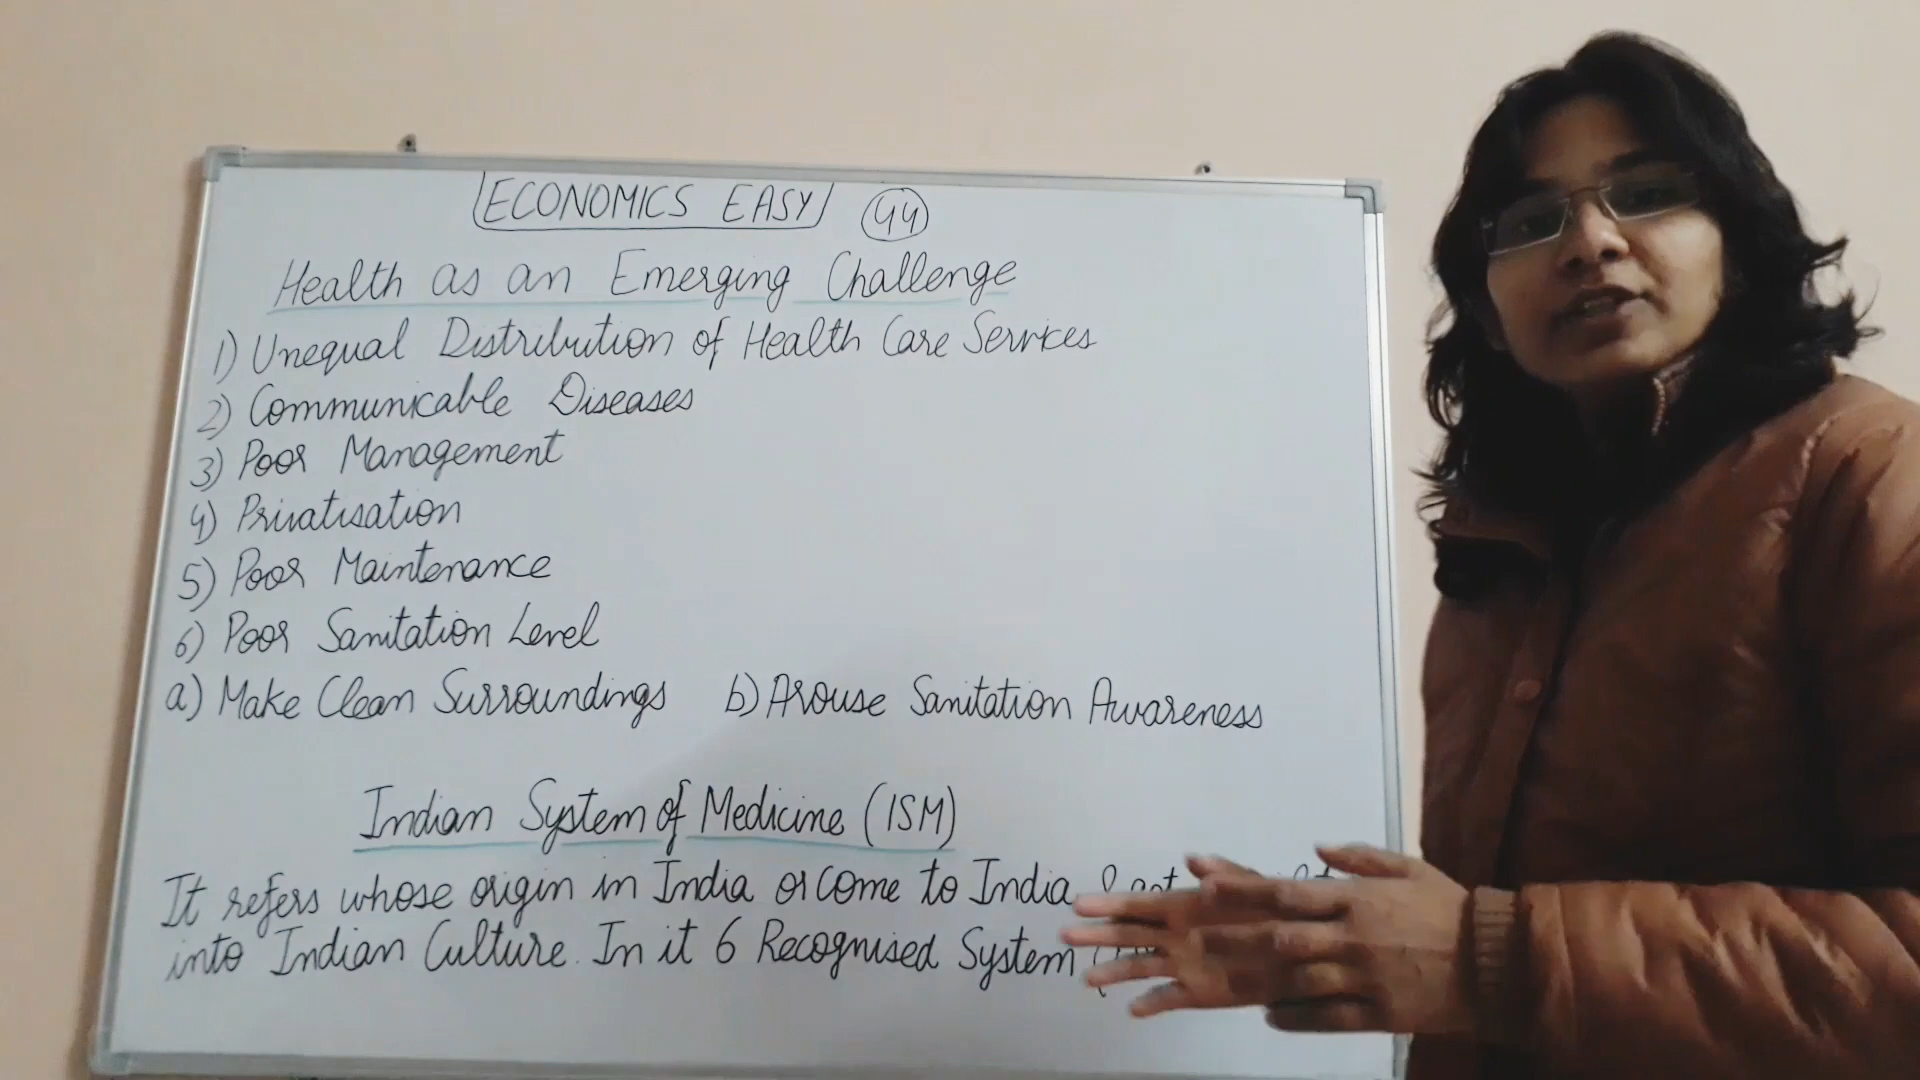 ECONOMICS EASY 44
Health as an Emerging Challenge
1) Unequal Distribution of Health Care Services
2) Communicable Diseases
3) Poor Management
4) Privatisation
5) Poor Maintenance
6) Poor Sanitation Level
a) Make Clean Surroundings b) Arouse Sanitation Awareness
Indian System of Medicine (ISM)
It refers whose origin in India or come to India
into Indian Culture. In it 6 Recognised System